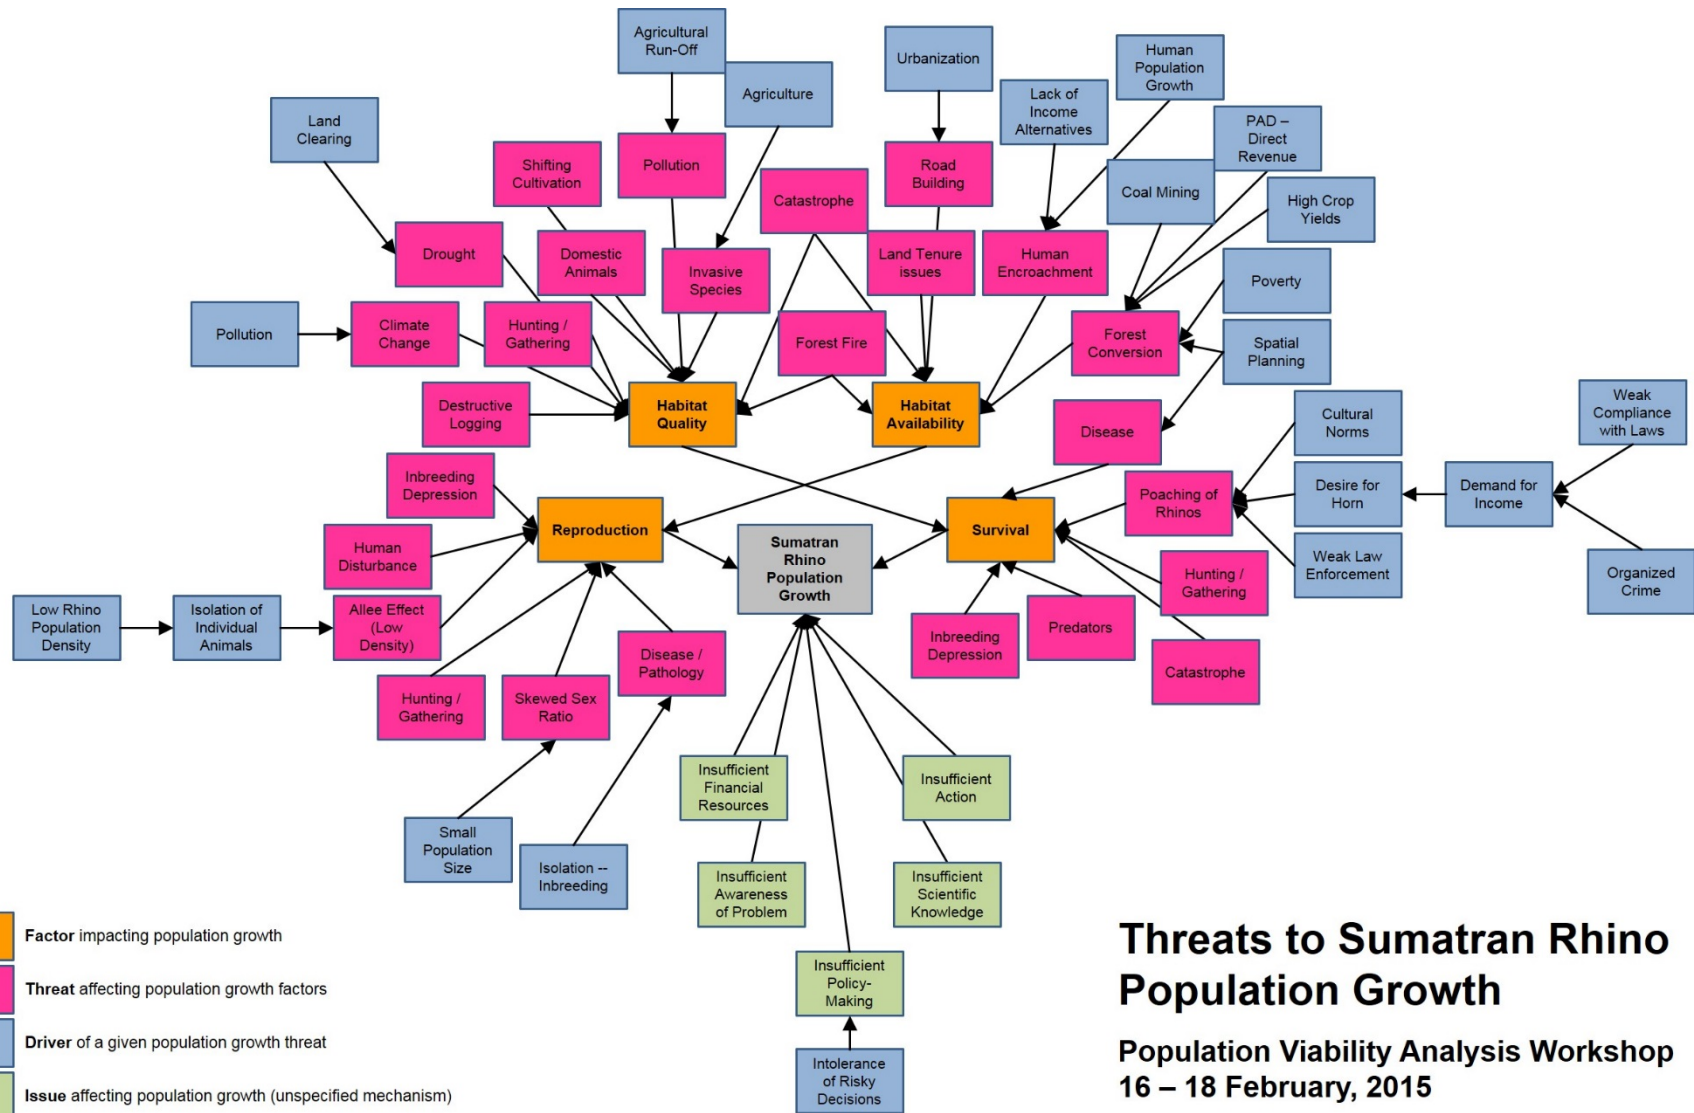 Agricultural
Run-Off
Urbanization
Human
Population
Growth
Agriculture
Lack of
Income
Alternatives
Land
Clearing
PAD –
Direct
Revenue
Shifting
Cultivation
Pollution
Catastrophe
Road
Building
Coal Mining
High Crop
Yields
Drought
Domestic
Animals
Invasive
Species
Land Tenure
issues
Human
Encroachment
Poverty
Pollution
Climate
Change
Hunting /
Gathering
Forest Fire
Forest
Conversion
Spatial
Planning
Destructive
Logging
Habitat
Quality
Habitat
Availability
Disease
Cultural
Norms
Weak
Compliance
with Laws
Inbreeding
Depression
Poaching of
Rhinos
Desire for
Horn
Demand for
Income
Reproduction
Survival
Human
Disturbance
Sumatran
Rhino
Population
Growth
Weak Law
Enforcement
Hunting /
Gathering
Organized
Crime
Low Rhino
Population
Density
Isolation of
Individual
Animals
Allee Effect
(Low
Density)
Inbreeding
Depression
Predators
Disease /
Pathology
Catastrophe
Hunting /
Gathering
Skewed Sex
Ratio
Insufficient
Financial
Resources
Insufficient
Action
Small
Population
Size
Isolation --
Inbreeding
Insufficient
Awareness
of Problem
Insufficient
Scientific
Knowledge
Insufficient
Policy-
Making
Intolerance
of Risky
Decisions
Factor impacting population growth
Threat affecting population growth factors
Driver of a given population growth threat
Issue affecting population growth (unspecified mechanism)
Threats to Sumatran Rhino
Population Growth
Population Viability Analysis Workshop
16 – 18 February, 2015